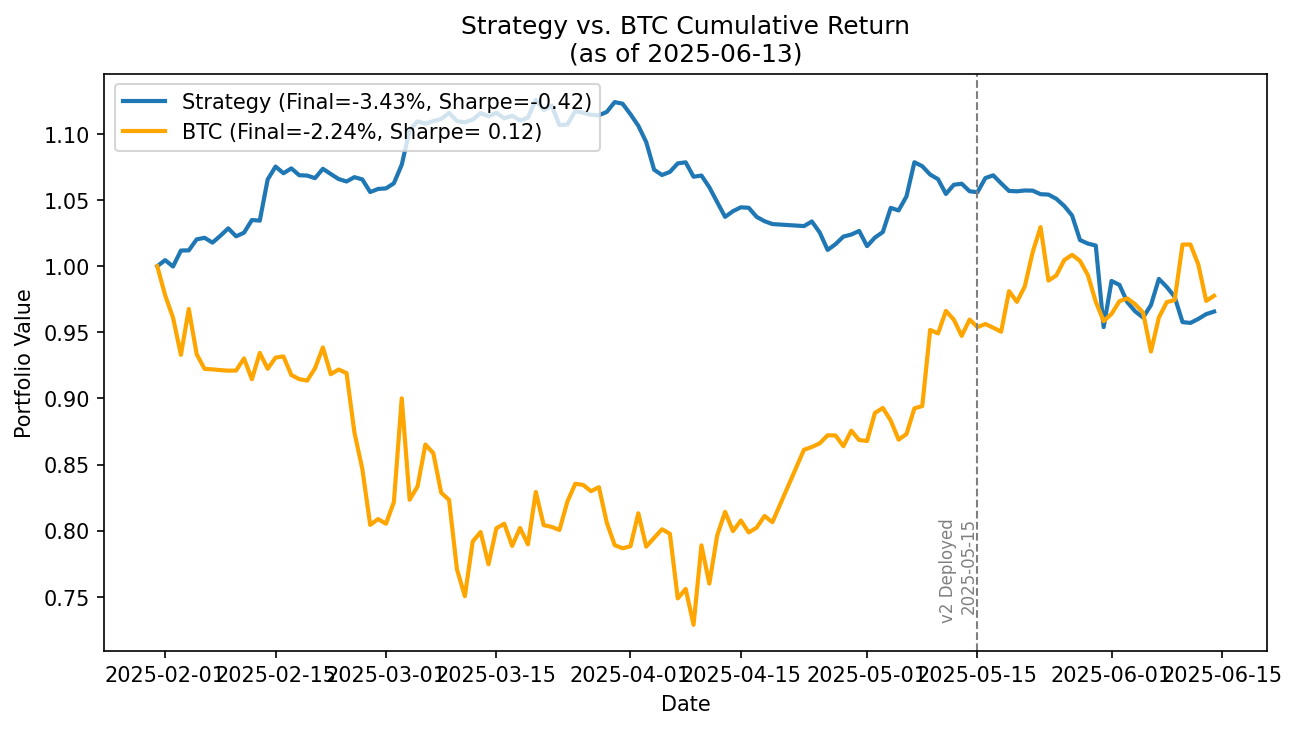 Strategy vs. BTC Cumulative Return
(as of 2025-06-13)
Strategy (Final=-3.43%, Sharpe=-0.42)
BTC (Final=-2.24%, Sharpe= 0.12)
Portfolio Value
1.10
1.05
1.00
0.95
0.90
0.85
0.80
0.75
v2 Deployed
2025-05-15
2025-02-01
2025-02-15
2025-03-01
2025-03-15
2025-04-01
2025-04-15
2025-05-01
2025-05-15
2025-06-01
2025-06-15
Date